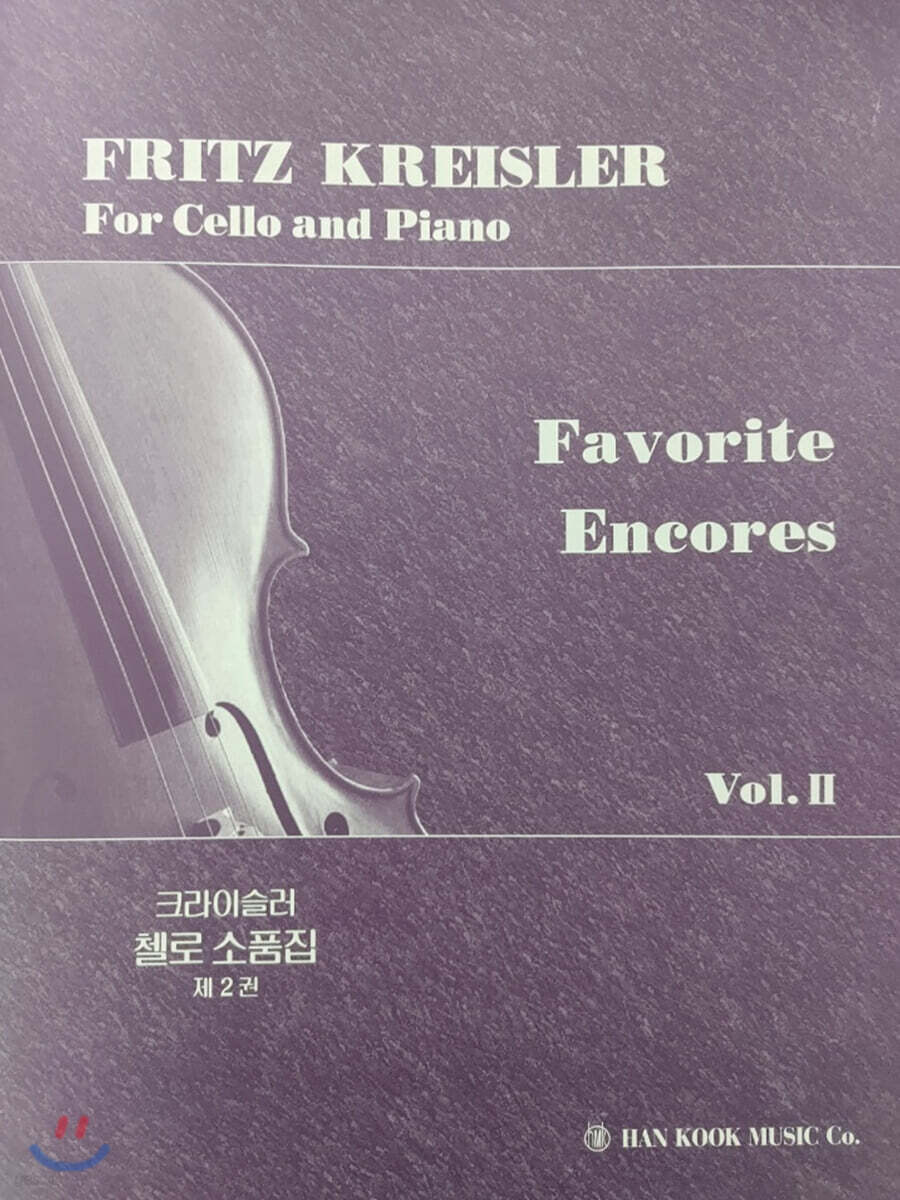 FRITZ KREISLER
For Cello and Piano
Favorite
Encores
Vol. II
크라이슬러
첼로 소품집
제 2 권
HAN KOOK MUSIC Co.